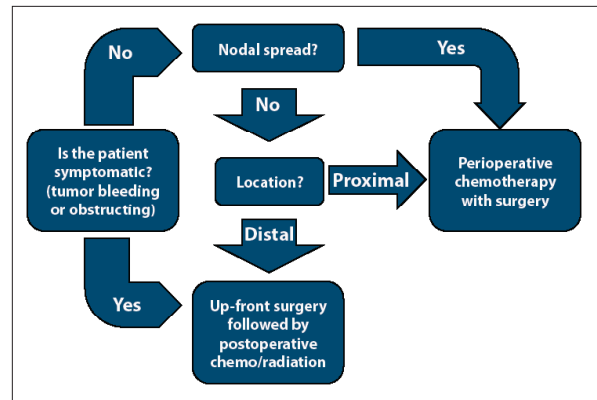 No
Nodal spread?
Yes
No
Is the patient
symptomatic?
(tumor bleeding
or obstructing)
Location?
Proximal
Perioperative
chemotherapy
with surgery
Distal
Yes
Up-front surgery
followed by
postoperative
chemo/radiation